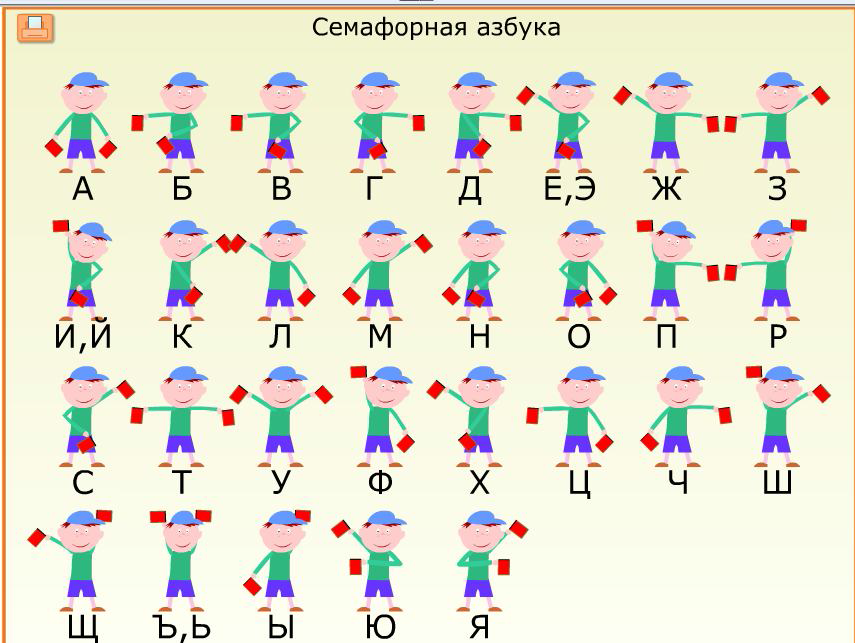 Семафорная азбука
А Б В Г Д Е,Э Ж З
И,Й К Л М Н О П Р
С Т У Ф Х Ц Ч Ш
Щ Ъ,Ь Ы Ю Я